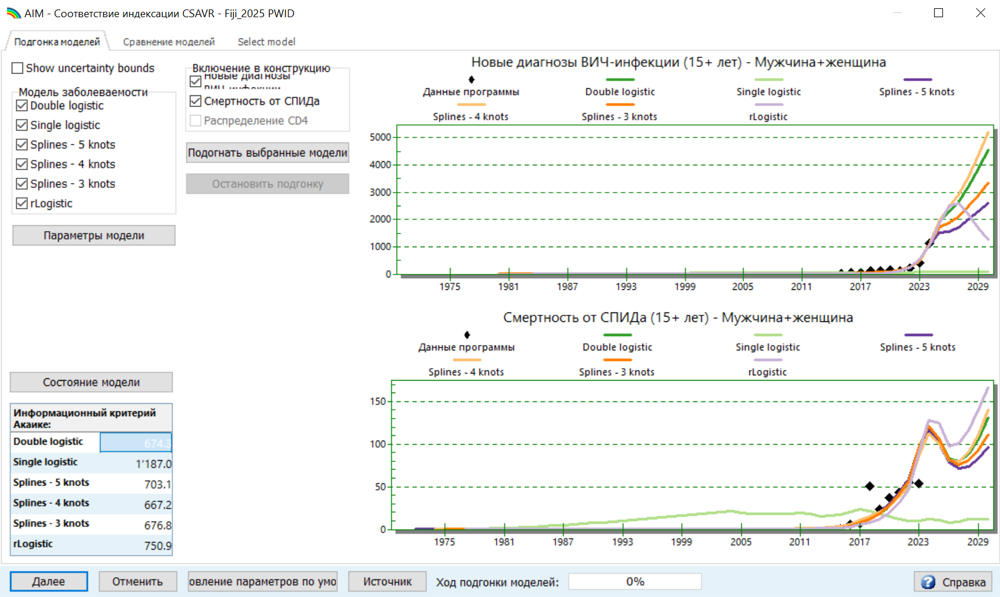 AIM - Соответствие индексации CSAVR - Fiji_2025 PWID
Подгонка моделей
Сравнение моделей
Select model
Show uncertainty bounds
Модель заболеваемости
Double logistic
Single logistic
Splines - 5 knots
Splines - 4 knots
Splines - 3 knots
rLogistic
Параметры модели
Включение в конструкцию
Новые диагнозы
ВИЧ-инфекции
Смертность от СПИДа
Распределение CD4
Подогнать выбранные модели
Остановить подгонку
Состояние модели
Информационный критерий
Акаике:
Double logistic 674.3
Single logistic 1'187.0
Splines - 5 knots 703.1
Splines - 4 knots 667.2
Splines - 3 knots 676.8
rLogistic 750.9
Новые диагнозы ВИЧ-инфекции (15+ лет) - Мужчина+женщина
Данные программы Double logistic Single logistic Splines - 5 knots
Splines - 4 knots Splines - 3 knots rLogistic
5000
4000
3000
2000
1000
0
1975 1981 1987 1993 1999 2005 2011 2017 2023 2029
Смертность от СПИДа (15+ лет) - Мужчина+женщина
Данные программы Double logistic Single logistic Splines - 5 knots
Splines - 4 knots Splines - 3 knots rLogistic
150
100
50
0
1975 1981 1987 1993 1999 2005 2011 2017 2023 2029
Далее
Отменить
овление параметров по умо
Источник
Ход подгонки моделей:
0%
Справка